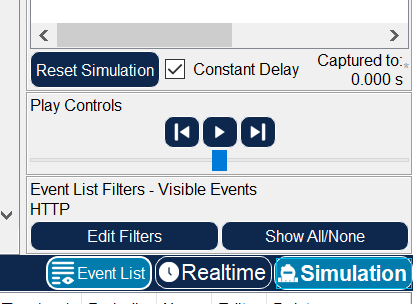 Reset Simulation Constant Delay Captured to:
0.000 s
Play Controls
Event List Filters - Visible Events
HTTP
Edit Filters Show All/None
Event List Realtime Simulation